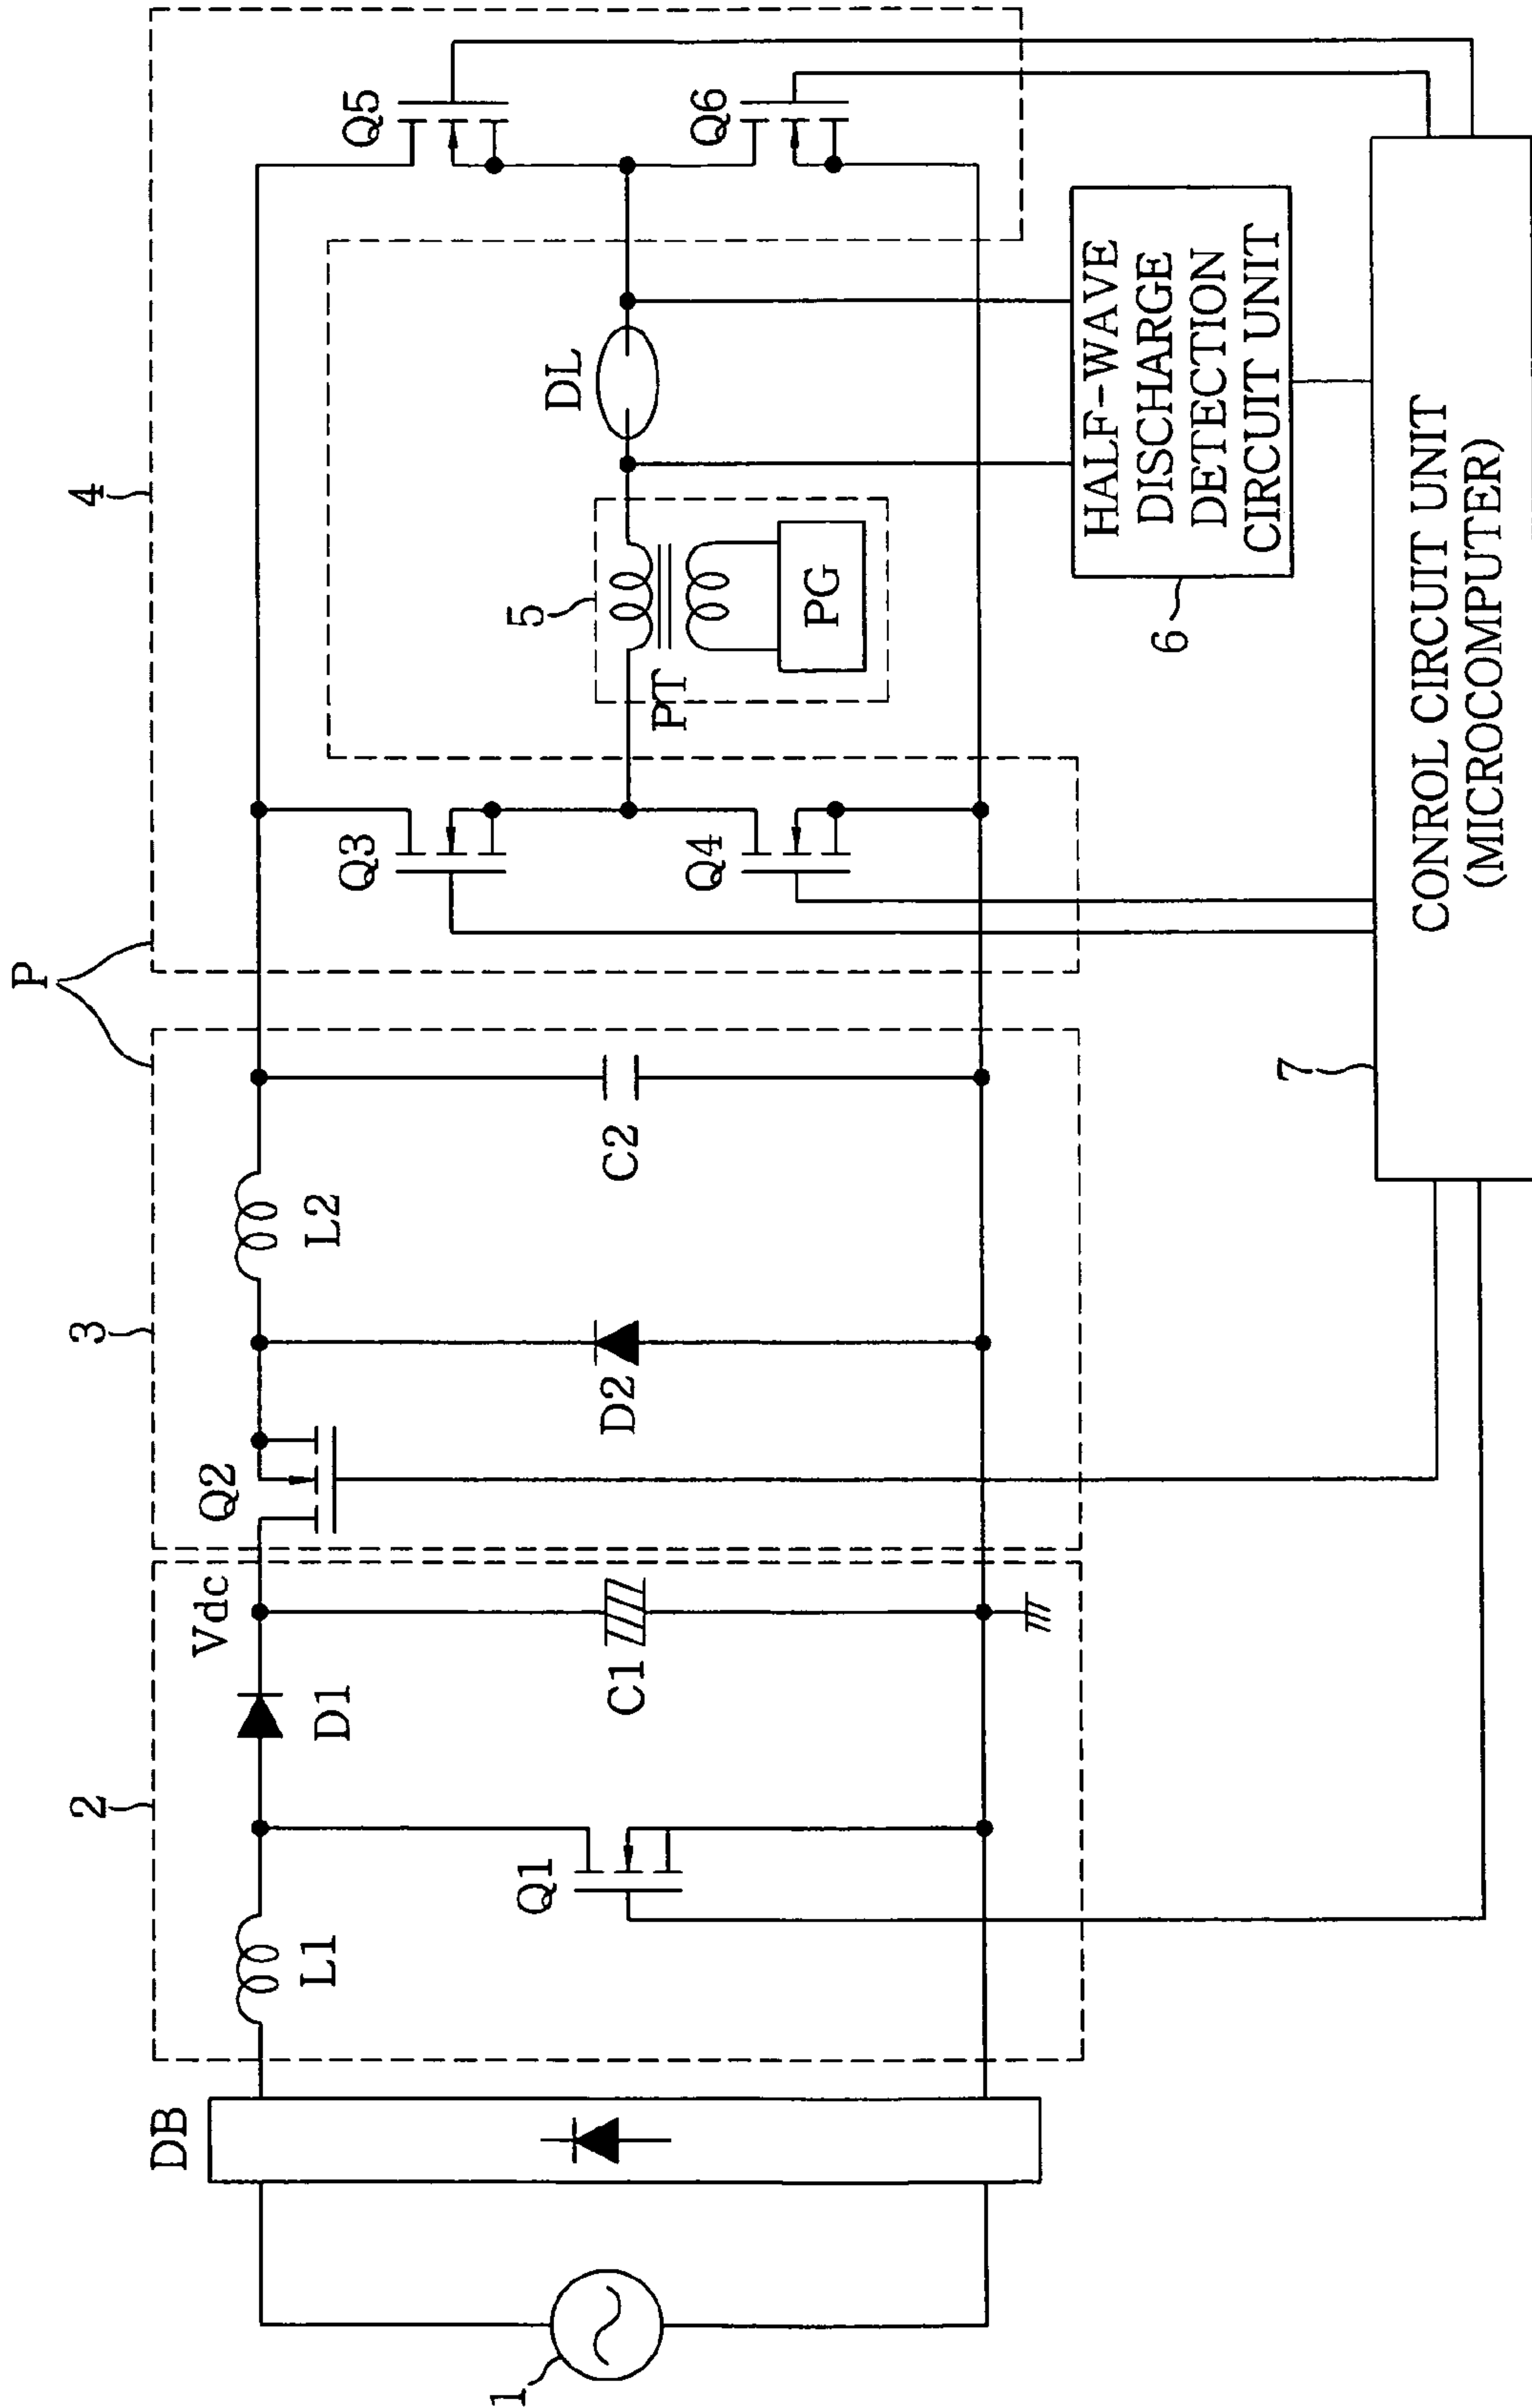 P
2
3
4
DB
L1
D1
Vdc
Q2
L2
Q3
Q5
1
Q1
C1
D2
C2
Q4
PT
5
PG
DL
Q6
6
HALF-WAVE
DISCHARGE
DETECTION
CIRCUIT UNIT
7
CONROL CIRCUIT UNIT
(MICROCOMPUTER)